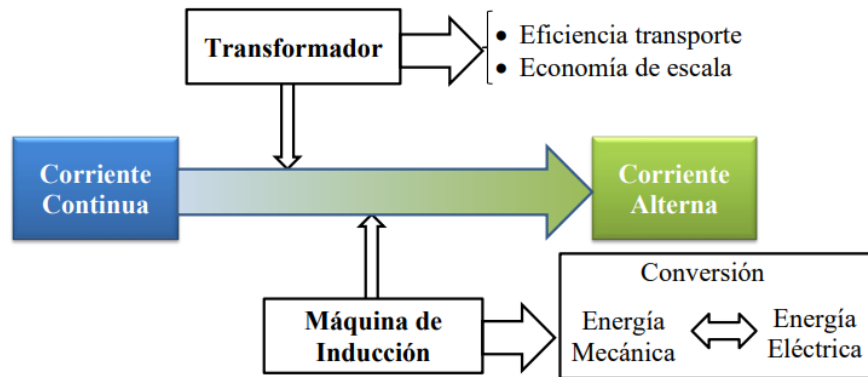 Transformador
• Eficiencia transporte
• Economía de escala
Corriente
Continua
Corriente
Alterna
Máquina de
Inducción
Conversión
Energía
Mecánica
Energía
Eléctrica